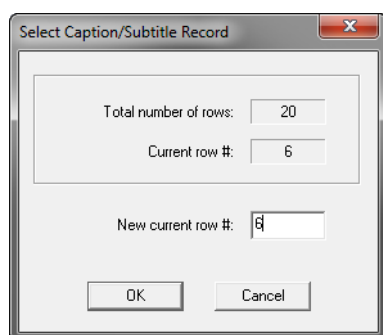 Select Caption/Subtitle Record
Total number of rows: 20
Current row #: 6
New current row #: 6
OK Cancel